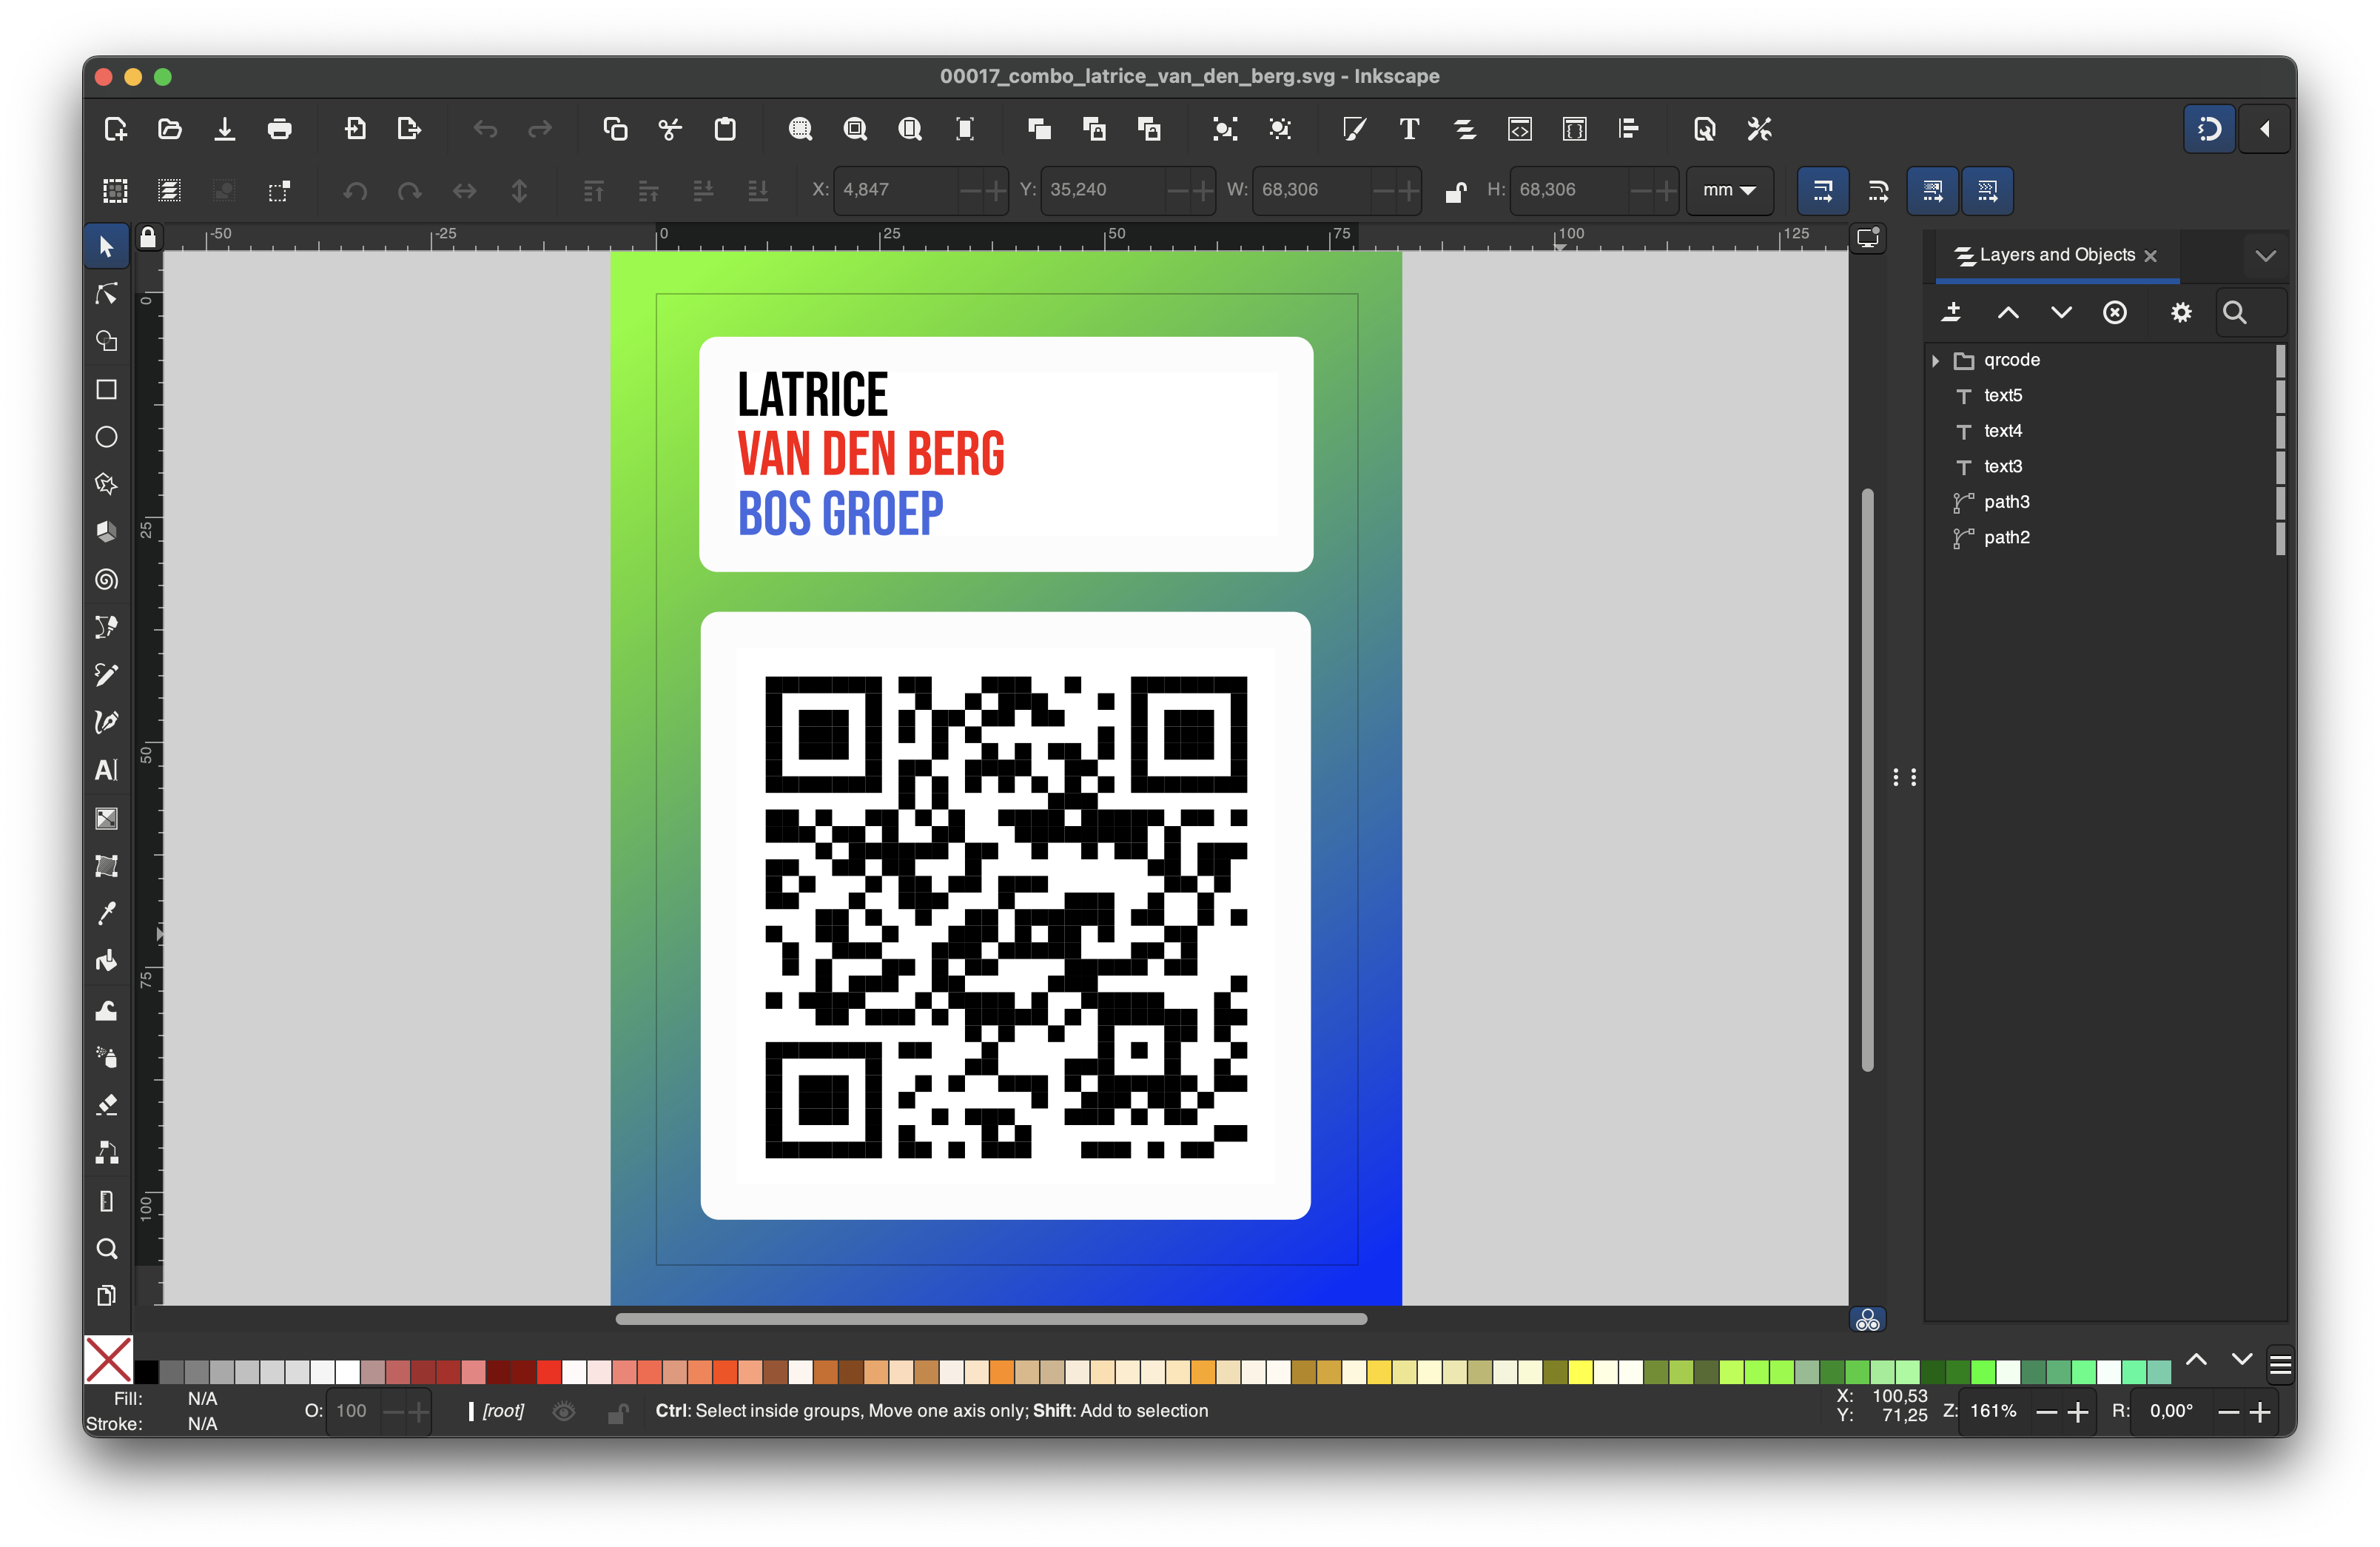 00017_combo_latrice_van_den_berg.svg - Inkscape
X: 4,847 Y: 35,240 W: 68,306 H: 68,306 mm
-50 -25 0 25 50 75 100 125
Layers and Objects
0
25
50
75
100
LATRICE
VAN DEN BERG
BOS GROEP
qrcode
text5
text4
text3
path3
path2
Fill: N/A
Stroke: N/A
O: 100
[root]
Ctrl: Select inside groups, Move one axis only; Shift: Add to selection
X: 100,53
Y: 71,25
Z: 161%
R: 0,00°